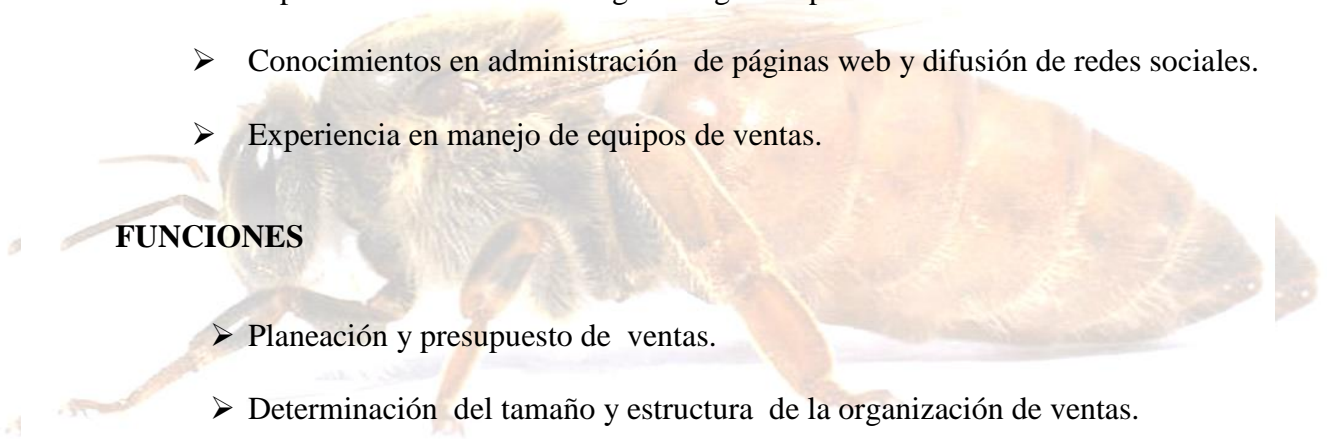 ➢ Conocimientos en administración de páginas web y difusión de redes sociales.
➢ Experiencia en manejo de equipos de ventas.
FUNCIONES
➢ Planeación y presupuesto de ventas.
➢ Determinación del tamaño y estructura de la organización de ventas.